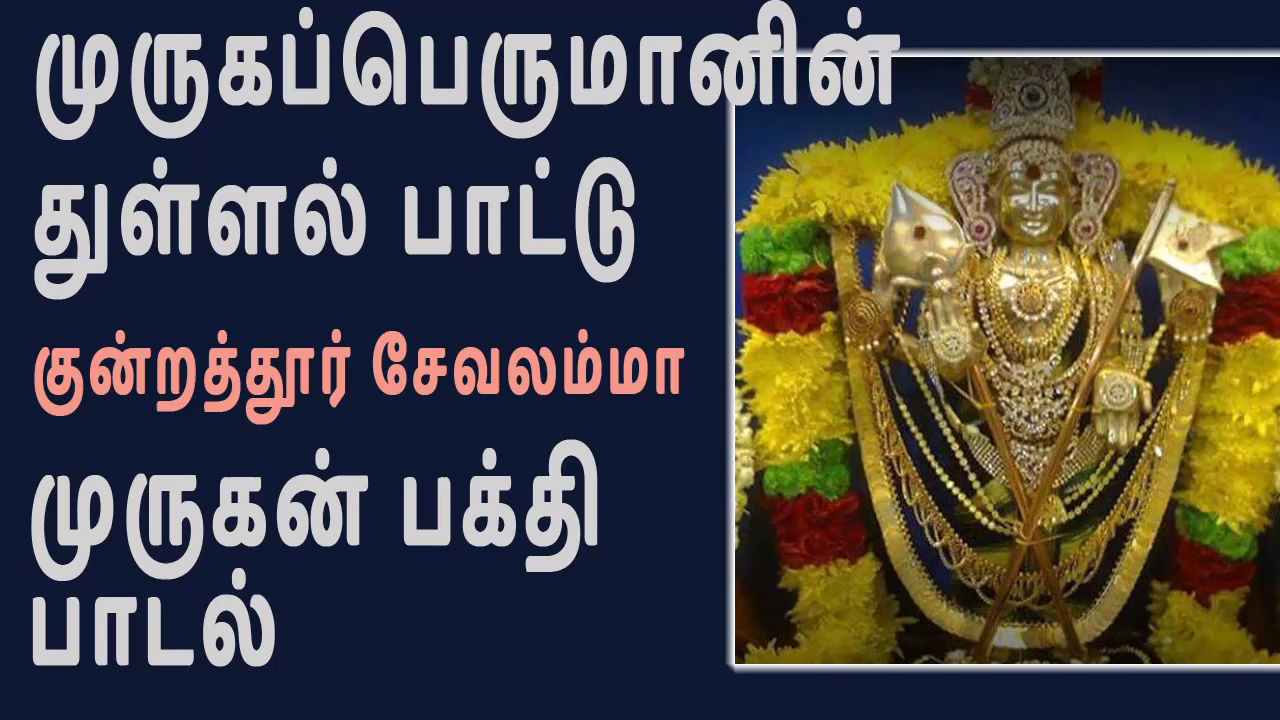 முருகப்பெருமானின்
துள்ளல் பாட்டு
குன்றத்தூர் சேவலம்மா
முருகன் பக்தி
பாடல்